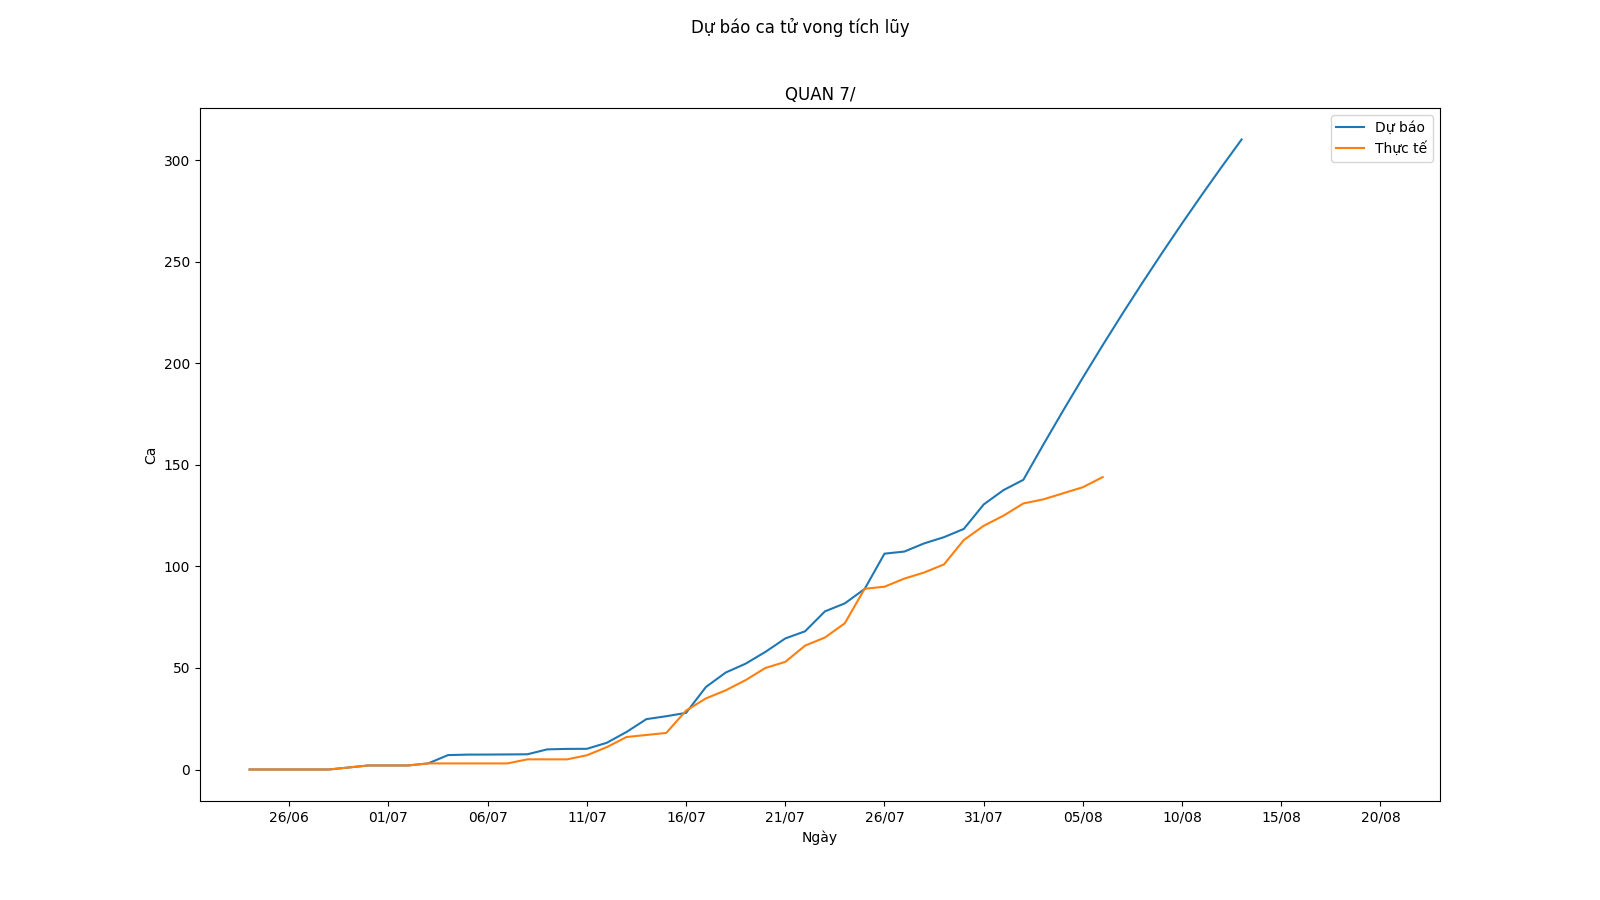 Dự báo ca tử vong tích lũy
QUAN 7/
Dự báo
Thực tế
300
250
200
150
100
50
0
Ca
26/06 01/07 06/07 11/07 16/07 21/07 26/07 31/07 05/08 10/08 15/08 20/08
Ngày